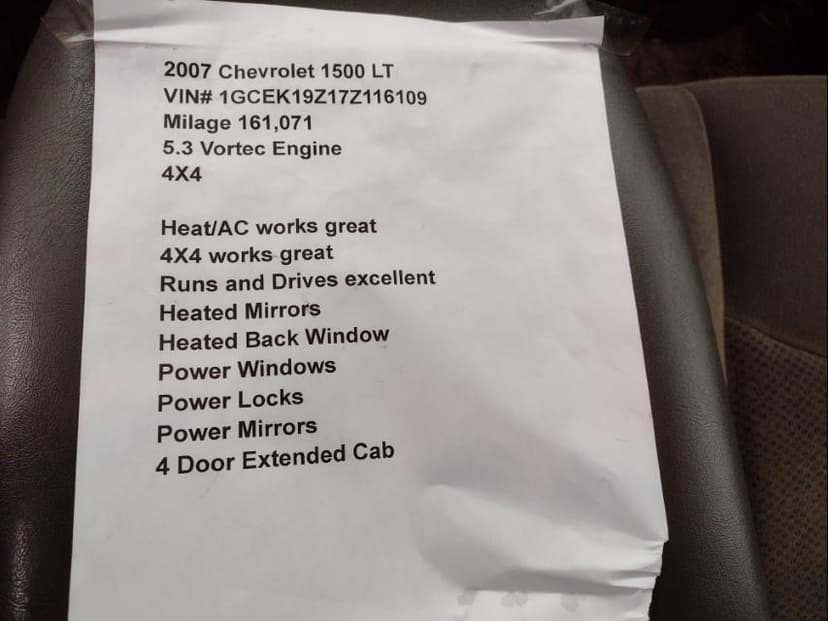 2007 Chevrolet 1500 LT
VIN# 1GCEK19Z17Z116109
Milage 161,071
5.3 Vortec Engine
4X4
Heat/AC works great
4X4 works great
Runs and Drives excellent
Heated Mirrors
Heated Back Window
Power Windows
Power Locks
Power Mirrors
4 Door Extended Cab